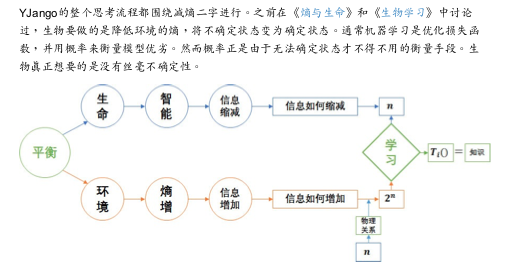 YJango的整个思考流程都围绕减熵二字进行。之前在《熵与生命》和《生物学习》中讨论
过，生物要做的是降低环境的熵，将不确定状态变为确定状态。通常机器学习是优化损失函
数，并用概率来衡量模型优劣。然而概率正是由于无法确定状态才不得不用的衡量手段。生
物真正想要的是没有丝毫不确定性。
生命
智能
信息
缩减
信息如何缩减
n
平衡
学习
Ti() = 知识
环境
熵增
信息
增加
信息如何增加
2ⁿ
物理
关系
n